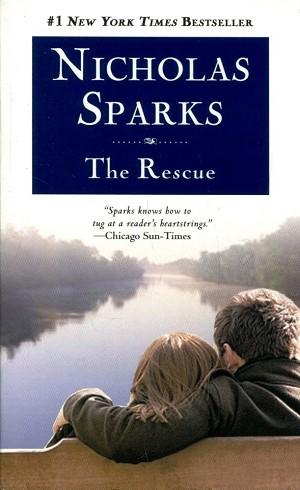 #1 NEW YORK TIMES BESTSELLER
NICHOLAS
SPARKS
The Rescue
“Sparks knows how to
tug at a reader’s heartstrings.”
—Chicago Sun-Times